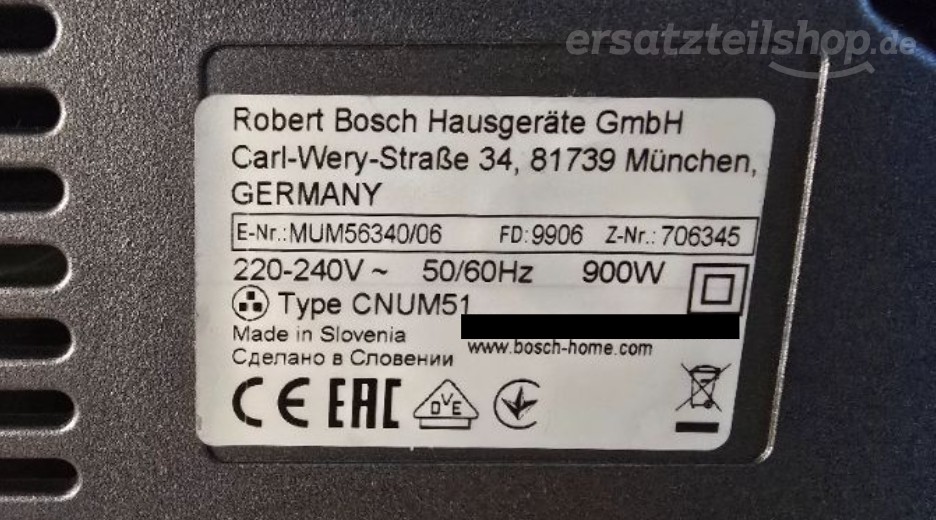 ersatzteilshop.de
Robert Bosch Hausgeräte GmbH
Carl-Wery-Straße 34, 81739 München,
GERMANY
E-Nr.:MUM56340/06 FD:9906 Z-Nr.:706345
220-240V ~ 50/60Hz 900W
Type CNUM51
Made in Slovenia
Сделано в Словении www.bosch-home.com
CE EAC DVE